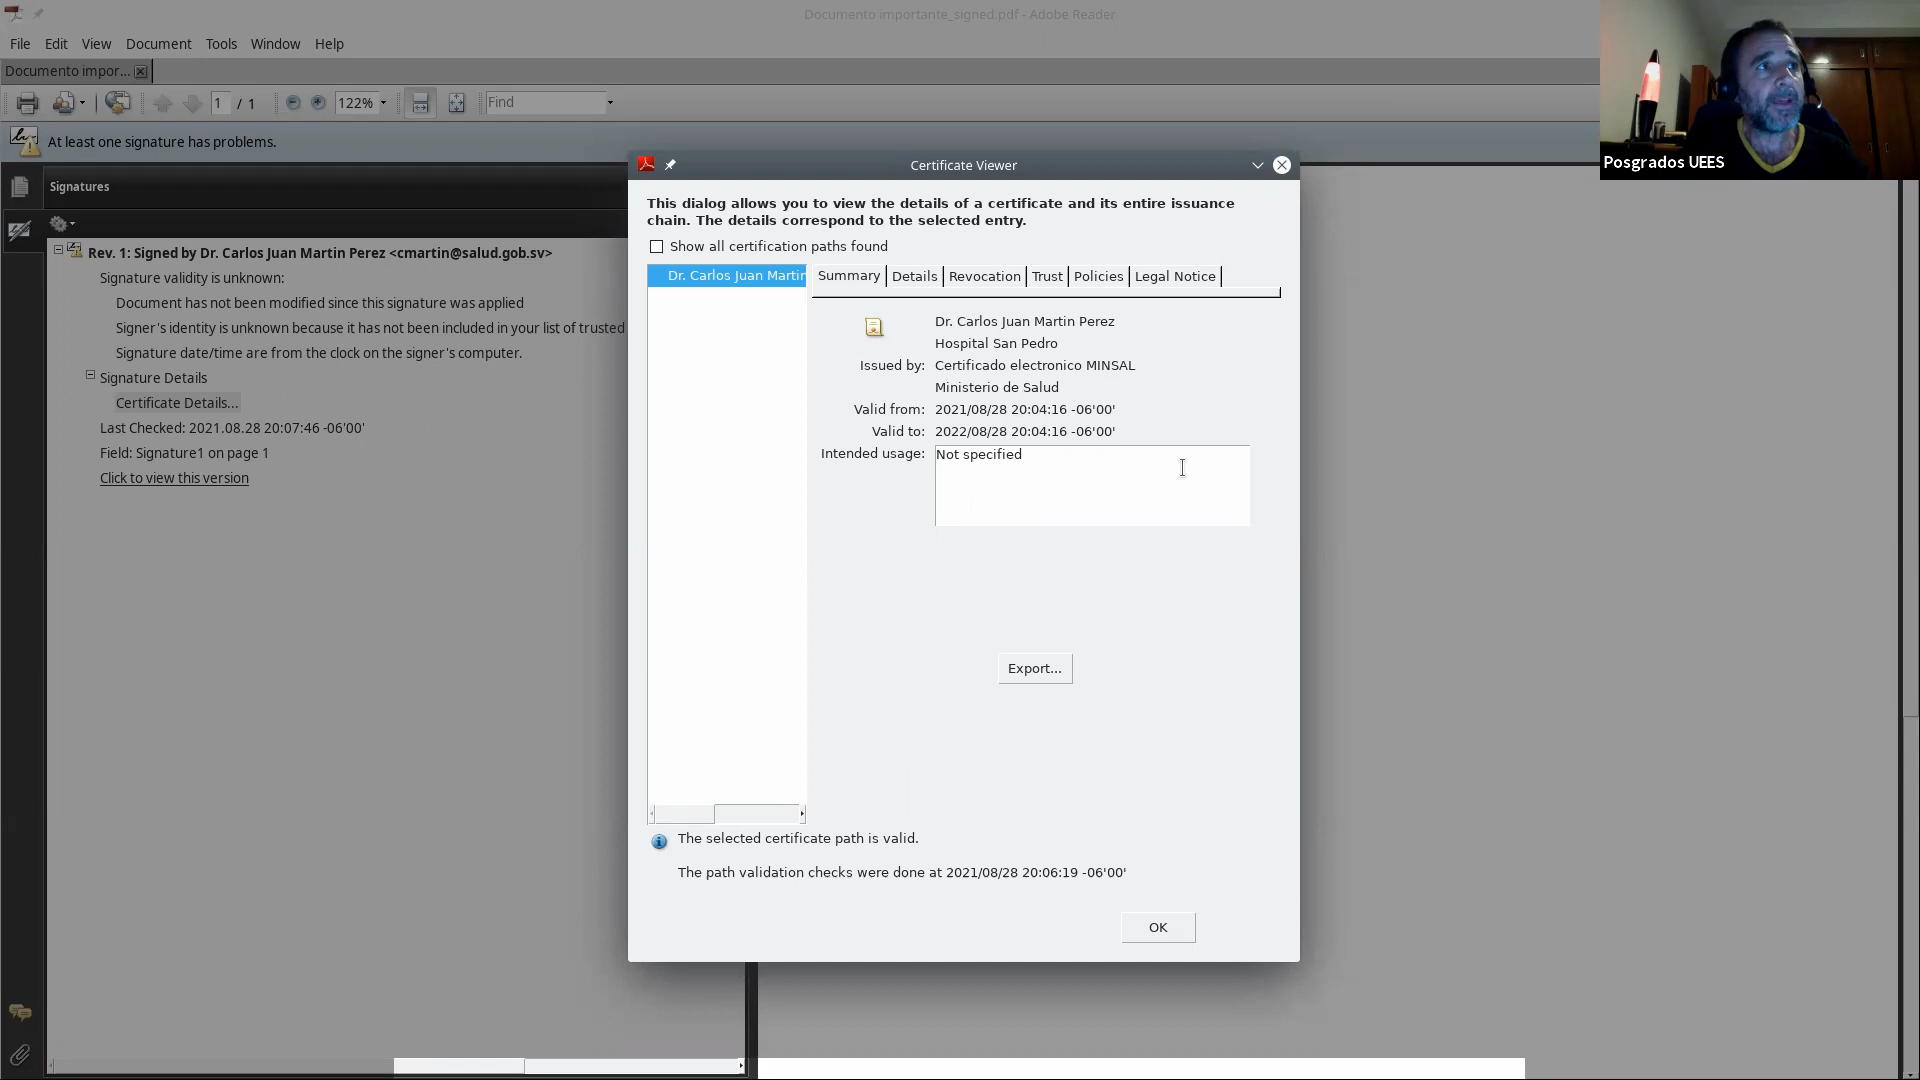 Documento importante_signed.pdf - Adobe Reader
File Edit View Document Tools Window Help
Documento impor...
1 / 1 122% Find
At least one signature has problems.
Posgrados UEES
Signatures
Rev. 1: Signed by Dr. Carlos Juan Martin Perez <cmartin@salud.gob.sv>
Signature validity is unknown:
Document has not been modified since this signature was applied
Signer's identity is unknown because it has not been included in your list of trusted
Signature date/time are from the clock on the signer's computer.
Signature Details
Certificate Details...
Last Checked: 2021.08.28 20:07:46 -06'00'
Field: Signature1 on page 1
Click to view this version
Certificate Viewer
This dialog allows you to view the details of a certificate and its entire issuance
chain. The details correspond to the selected entry.
Show all certification paths found
Dr. Carlos Juan Martin
Summary Details Revocation Trust Policies Legal Notice
Dr. Carlos Juan Martin Perez
Hospital San Pedro
Issued by: Certificado electronico MINSAL
Ministerio de Salud
Valid from: 2021/08/28 20:04:16 -06'00'
Valid to: 2022/08/28 20:04:16 -06'00'
Intended usage: Not specified
Export...
The selected certificate path is valid.
The path validation checks were done at 2021/08/28 20:06:19 -06'00'
OK